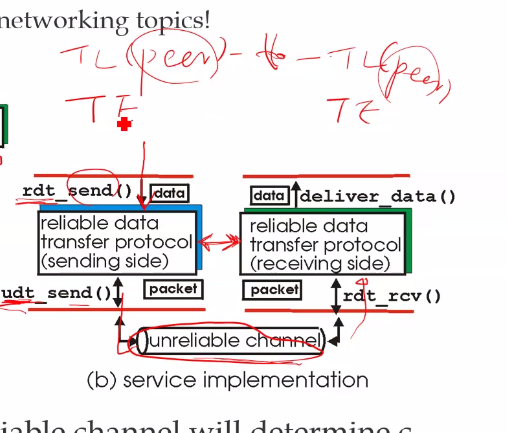 networking topics!
TL (peer) - to - TL (peer)
TE TE
rdt_send() data data deliver_data()
reliable data reliable data
transfer protocol transfer protocol
(sending side) (receiving side)
udt_send() packet packet rdt_rcv()
unreliable channel
(b) service implementation
iable channel will determine c